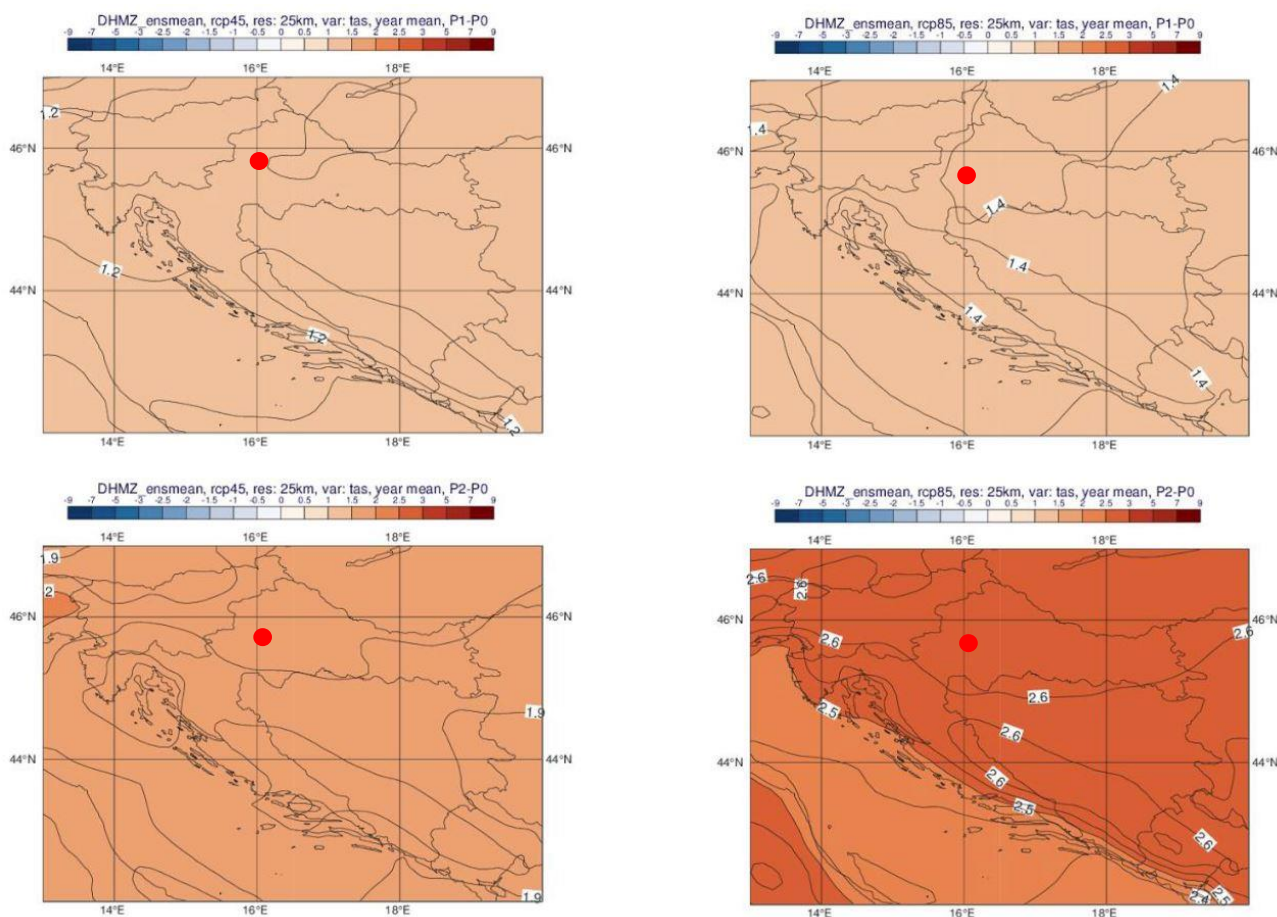 DHMZ_ensmean, rcp45, res: 25km, var: tas, year mean, P1-P0
-9 -7 -5 -3 -2.5 -2 -1.5 -1 -0.5 0 0.5 1 1.5 2 2.5 3 5 7 9
14°E 16°E 18°E
1.2
46°N
1.2
44°N 44°N
1.2
1.2
14°E 16°E 18°E
DHMZ_ensmean, rcp85, res: 25km, var: tas, year mean, P1-P0
-9 -7 -5 -3 -2.5 -2 -1.5 -1 -0.5 0 0.5 1 1.5 2 2.5 3 5 7 9
14°E 16°E 18°E
1.4
1.4
46°N 46°N
1.4
1.4
44°N 44°N
1.4
1.4
14°E 16°E 18°E
DHMZ_ensmean, rcp45, res: 25km, var: tas, year mean, P2-P0
-9 -7 -5 -3 -2.5 -2 -1.5 -1 -0.5 0 0.5 1 1.5 2 2.5 3 5 7 9
14°E 16°E 18°E
1.9
2
46°N 46°N
1.9
44°N 44°N
1.9
14°E 16°E 18°E
DHMZ_ensmean, rcp85, res: 25km, var: tas, year mean, P2-P0
-9 -7 -5 -3 -2.5 -2 -1.5 -1 -0.5 0 0.5 1 1.5 2 2.5 3 5 7 9
14°E 16°E 18°E
2.6 2.6
46°N 46°N
2.6 2.6
2.6
2.5
2.6
44°N 44°N
2.6
2.5
2.6
2.5
2.4
14°E 16°E 18°E